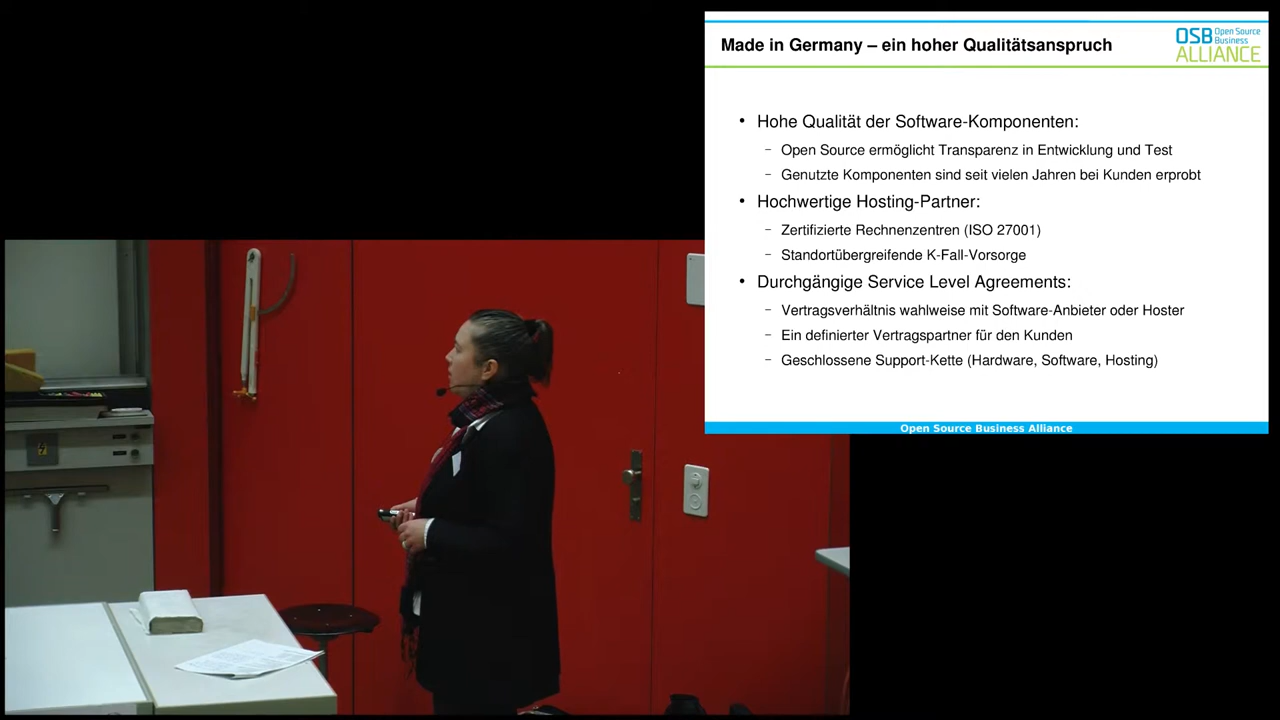 Made in Germany – ein hoher Qualitätsanspruch
OSB Open Source
Business
ALLIANCE
• Hohe Qualität der Software-Komponenten:
– Open Source ermöglicht Transparenz in Entwicklung und Test
– Genutzte Komponenten sind seit vielen Jahren bei Kunden erprobt
• Hochwertige Hosting-Partner:
– Zertifizierte Rechnenzentren (ISO 27001)
– Standortübergreifende K-Fall-Vorsorge
• Durchgängige Service Level Agreements:
– Vertragsverhältnis wahlweise mit Software-Anbieter oder Hoster
– Ein definierter Vertragspartner für den Kunden
– Geschlossene Support-Kette (Hardware, Software, Hosting)
Open Source Business Alliance